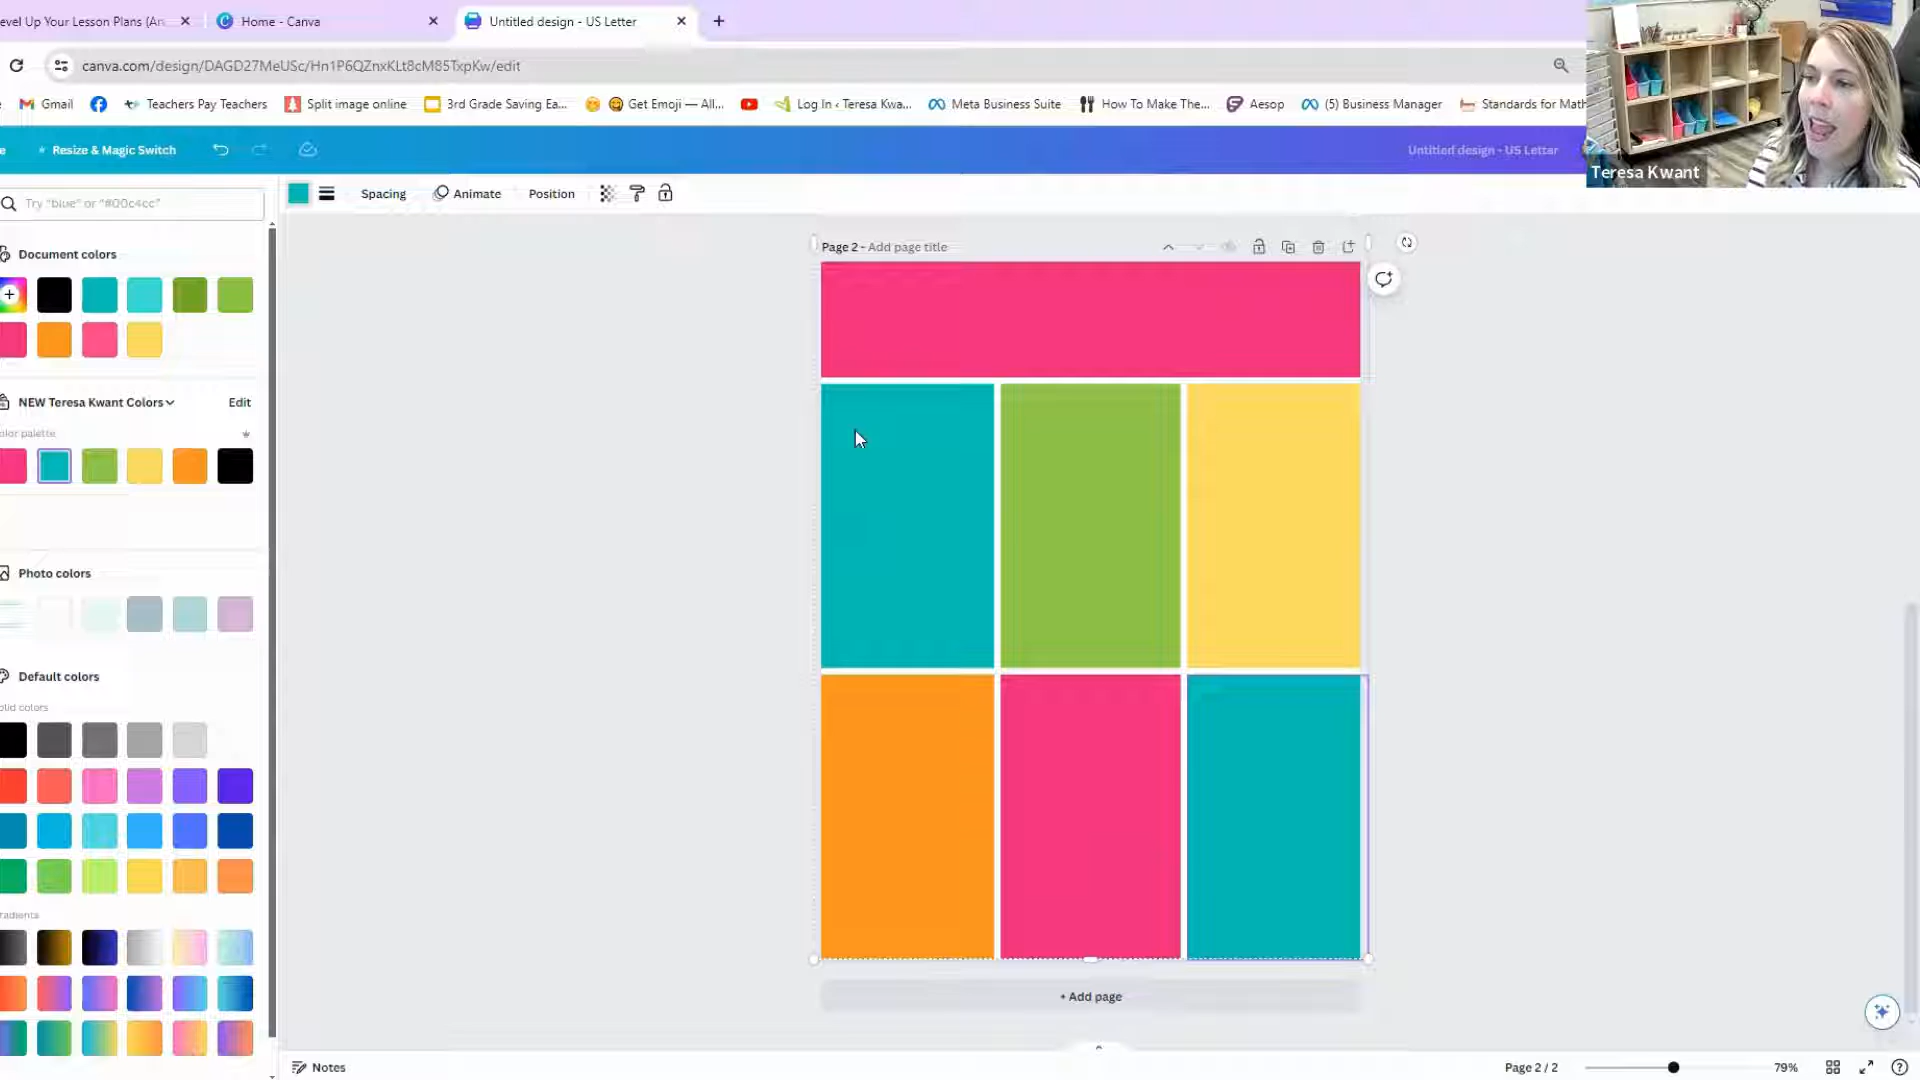 evel Up Your Lesson Plans (An
Home - Canva
Untitled design - US Letter
canva.com/design/DAGD27MeUSc/Hn1P6QZnxKLt8cM85TxpKw/edit
Gmail
Teachers Pay Teachers
Split image online
3rd Grade Saving Ea...
Get Emoji — All...
Log In ‹ Teresa Kwa...
Meta Business Suite
How To Make The...
Aesop
(5) Business Manager
Standards for Math
Teresa Kwant
e
Resize & Magic Switch
Untitled design - US Letter
Try "blue" or "#00c4cc"
Spacing
Animate
Position
Document colors
Page 2 - Add page title
NEW Teresa Kwant Colors
Edit
olor palette
Photo colors
Default colors
olid colors
radients
+ Add page
Notes
Page 2 / 2
79%